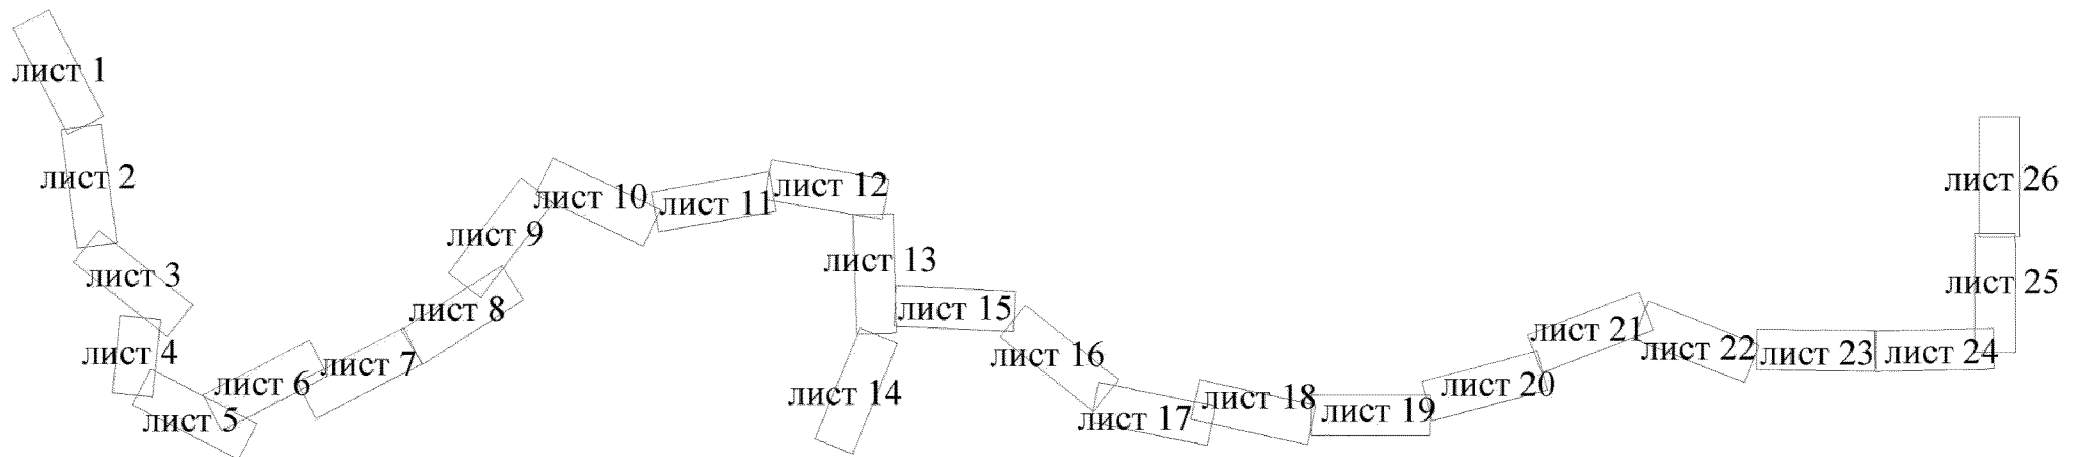 лист 1
лист 2
лист 3
лист 4
лист 5
лист 6
лист 7
лист 8
лист 9
лист 10
лист 11
лист 12
лист 13
лист 14
лист 15
лист 16
лист 17
лист 18
лист 19
лист 20
лист 21
лист 22
лист 23
лист 24
лист 25
лист 26